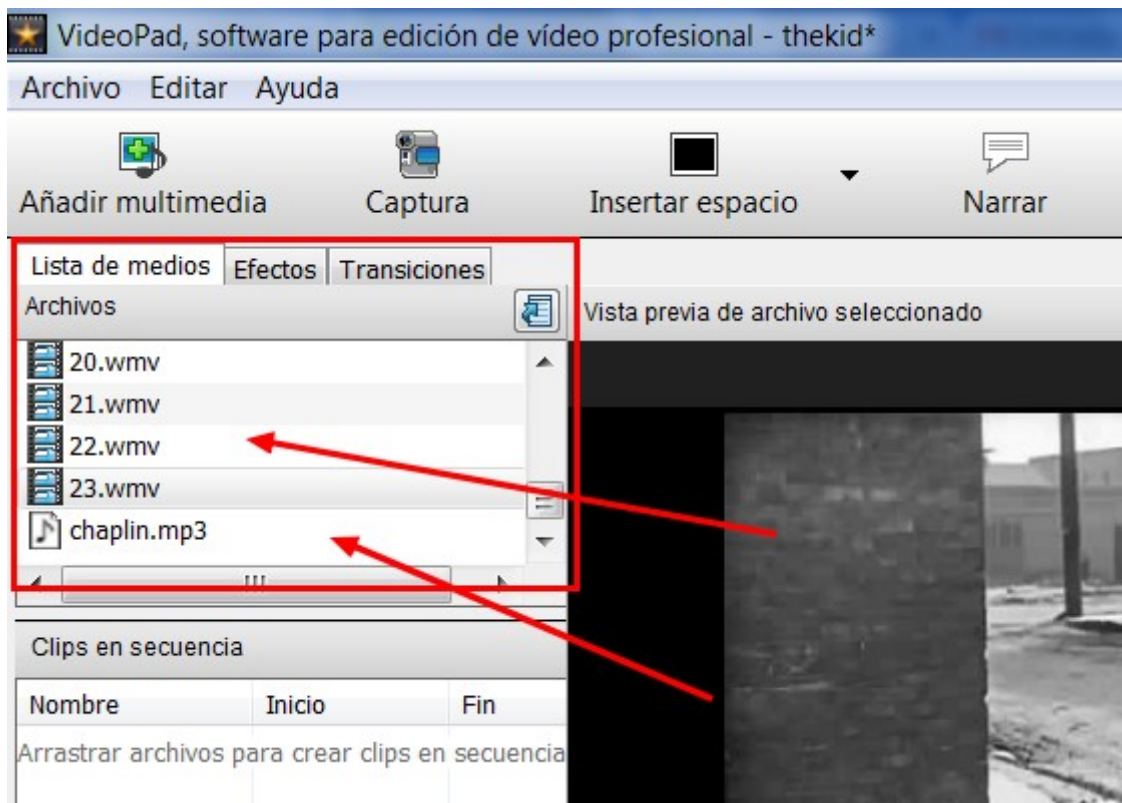 VideoPad, software para edición de vídeo profesional - thekid*
Archivo Editar Ayuda
Añadir multimedia Captura Insertar espacio Narrar
Lista de medios Efectos Transiciones
Archivos
Vista previa de archivo seleccionado
20.wmv
21.wmv
22.wmv
23.wmv
chaplin.mp3
Clips en secuencia
Nombre Inicio Fin
Arrastrar archivos para crear clips en secuencia